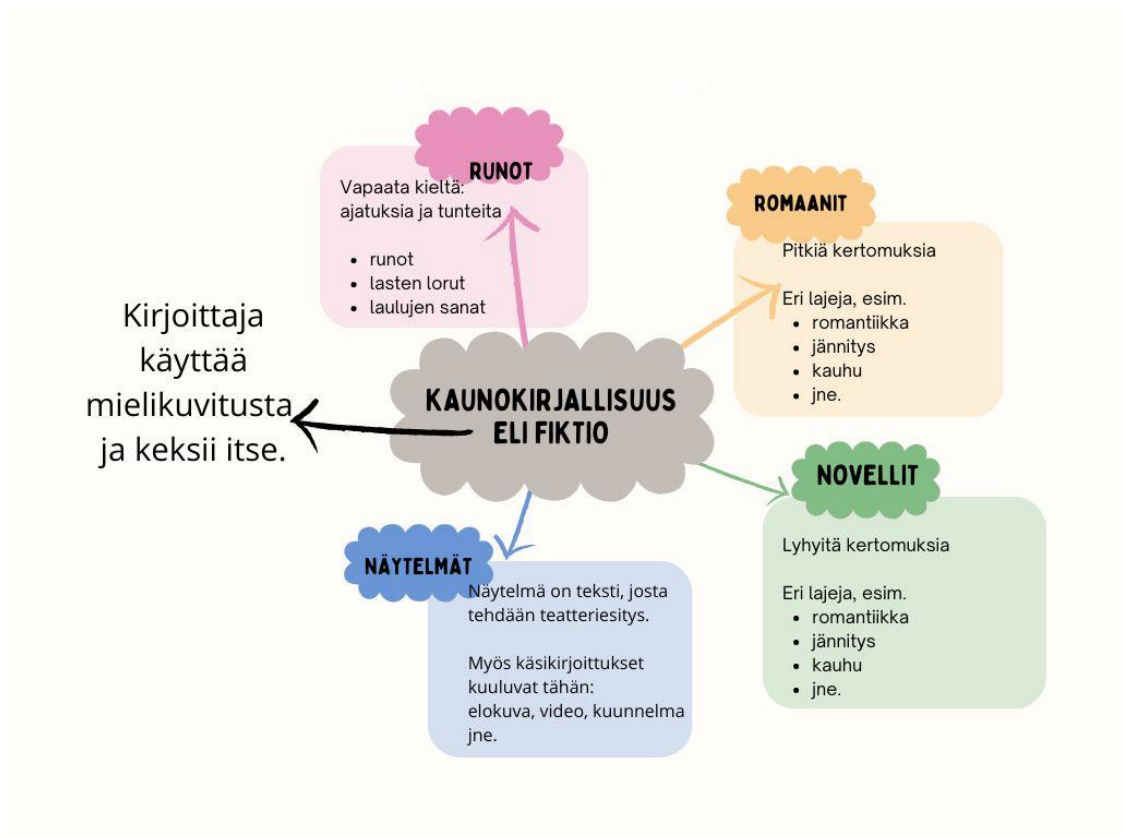 RUNOT
Vapaata kieltä:
ajatuksia ja tunteita
• runot
• lasten lorut
• laulujen sanat
ROMAANIT
Pitkiä kertomuksia
Eri lajeja, esim.
• romantiikka
• jännitys
• kauhu
• jne.
Kirjoittaja
käyttää
mielikuvitusta
ja keksii itse.
KAUNOKIRJALLISUUS
ELI FIKTIO
NOVELLIT
Lyhyitä kertomuksia
Eri lajeja, esim.
• romantiikka
• jännitys
• kauhu
• jne.
NÄYTELMÄT
Näytelmä on teksti, josta
tehdään teatteriesitys.
Myös käsikirjoittukset
kuuluvat tähän:
elokuva, video, kuunnelma
jne.